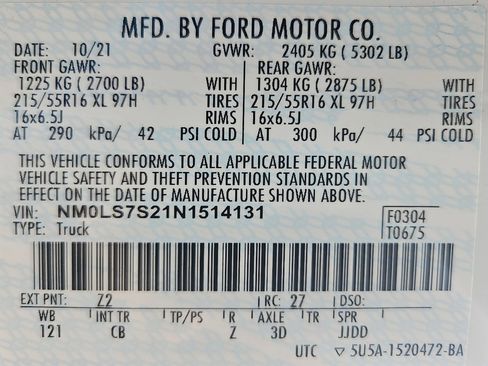 MFD. BY FORD MOTOR CO.
DATE: 10/21 GVWR: 2405 KG ( 5302 LB)
FRONT GAWR: REAR GAWR:
1225 KG ( 2700 LB) WITH 1304 KG ( 2875 LB) WITH
215/55R16 XL 97H TIRES 215/55R16 XL 97H TIRES
16x6.5J RIMS 16x6.5J RIMS
AT 290 kPa/ 42 PSI COLD AT 300 kPa/ 44 PSI COLD
THIS VEHICLE CONFORMS TO ALL APPLICABLE FEDERAL MOTOR
VEHICLE SAFETY AND THEFT PREVENTION STANDARDS IN
EFFECT ON THE DATE OF MANUFACTURE SHOWN ABOVE.
VIN: NM0LS7S21N1514131 F0304
TYPE: Truck T0675
EXT PNT: Z2 RC: 27 DSO:
WB INT TR TP/PS R AXLE TR SPR
121 CB Z 3D JJDD
UTC ▽ 5U5A-1520472-BA